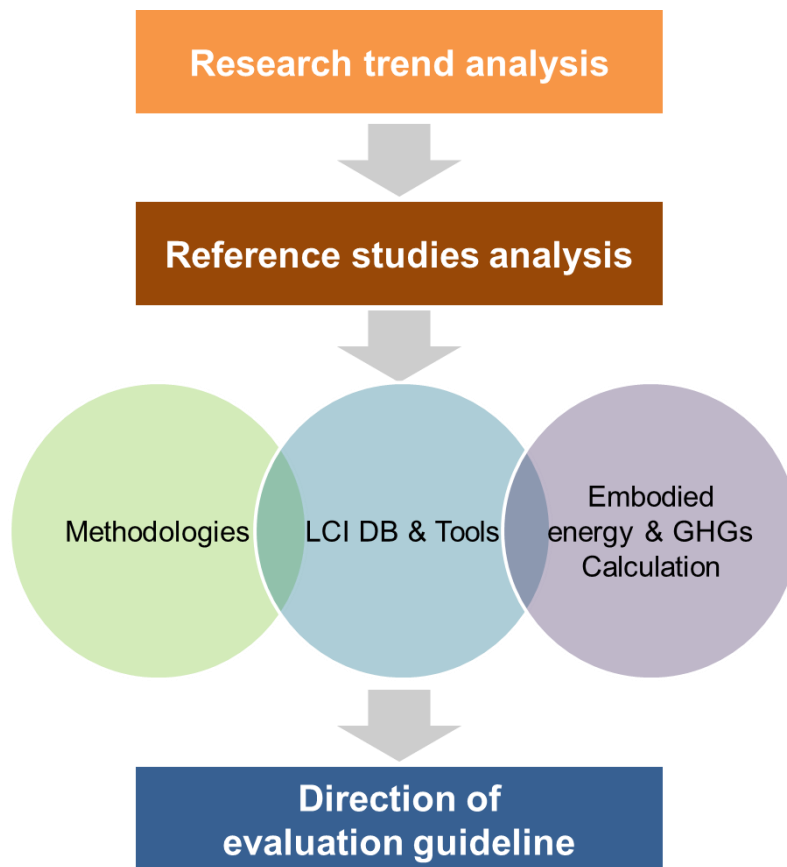 Research trend analysis
Reference studies analysis
Methodologies
LCI DB & Tools
Embodied
energy & GHGs
Calculation
Direction of
evaluation guideline